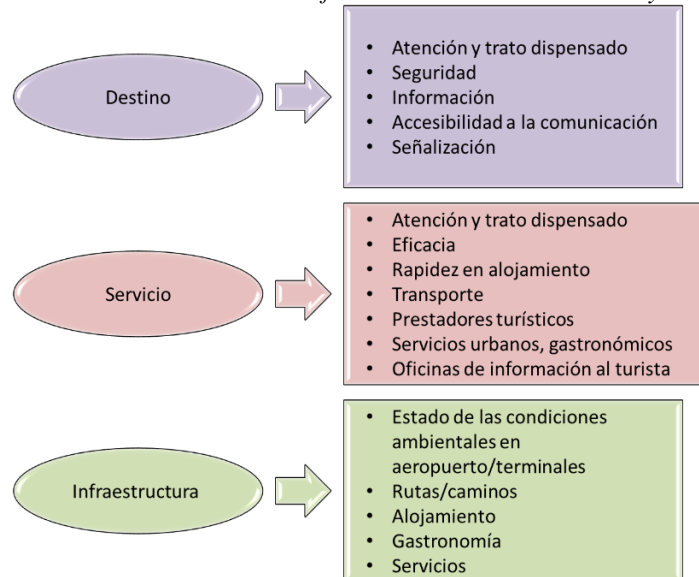 Destino
• Atención y trato dispensado
• Seguridad
• Información
• Accesibilidad a la comunicación
• Señalización
Servicio
• Atención y trato dispensado
• Eficacia
• Rapidez en alojamiento
• Transporte
• Prestadores turísticos
• Servicios urbanos, gastronómicos
• Oficinas de información al turista
Infraestructura
• Estado de las condiciones
ambientales en
aeropuerto/terminales
• Rutas/caminos
• Alojamiento
• Gastronomía
• Servicios